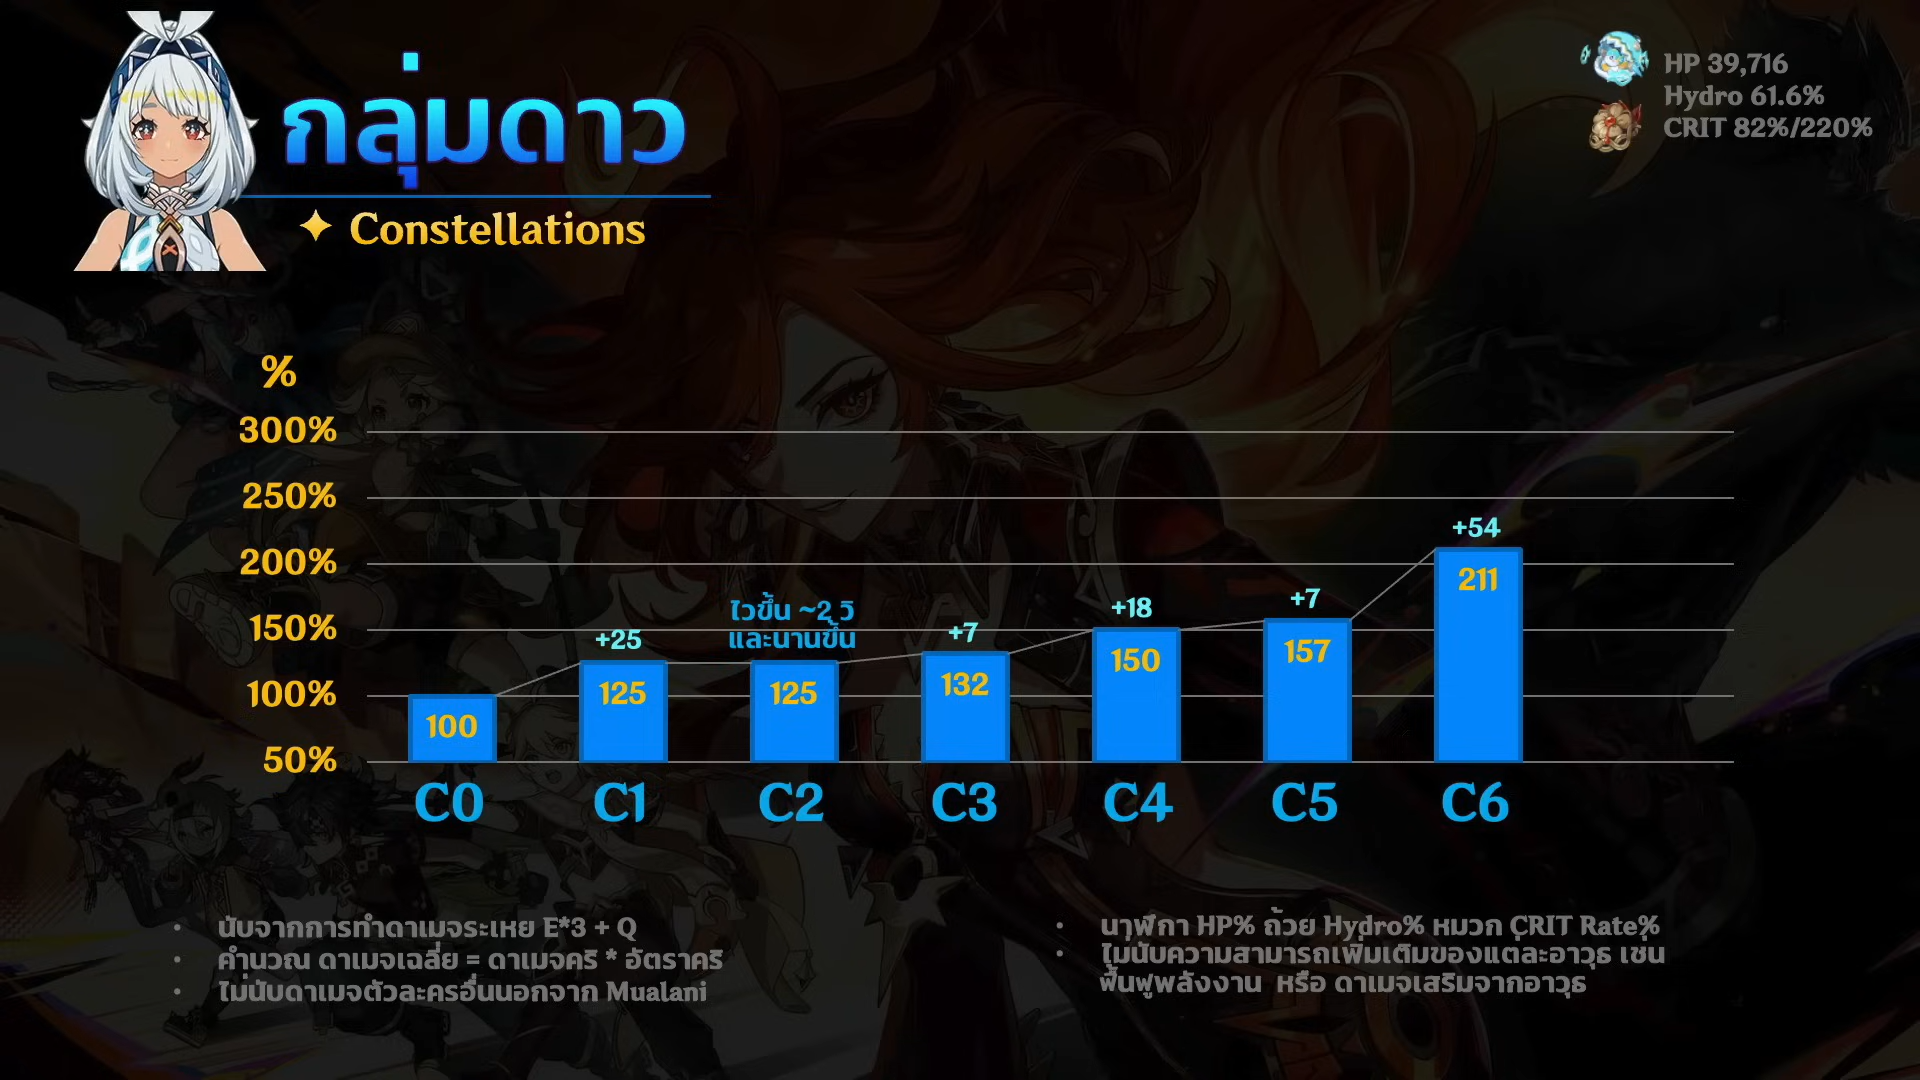 กลุ่มดาว
✦ Constellations
HP 39,716
Hydro 61.6%
CRIT 82%/220%
%
300%
250%
200%
150%
100%
50%
100
+25
125
ไวขึ้น ~2 วิ
และนานขึ้น
125
+7
132
+18
150
+7
157
+54
211
C0 C1 C2 C3 C4 C5 C6
• นับจากการทำดาเมจระเหย E*3 + Q
• คำนวณ ดาเมจเฉลี่ย = ดาเมจคริ * อัตราคริ
• ไม่นับดาเมจตัวละครอื่นนอกจาก Mualani
• นาฬิกา HP% ถ้วย Hydro% หมวก CRIT Rate%
• ไม่นับความสามารถเพิ่มเติมของแต่ละอาวุธ เช่น
ฟื้นฟูพลังงาน หรือ ดาเมจเสริมจากอาวุธ